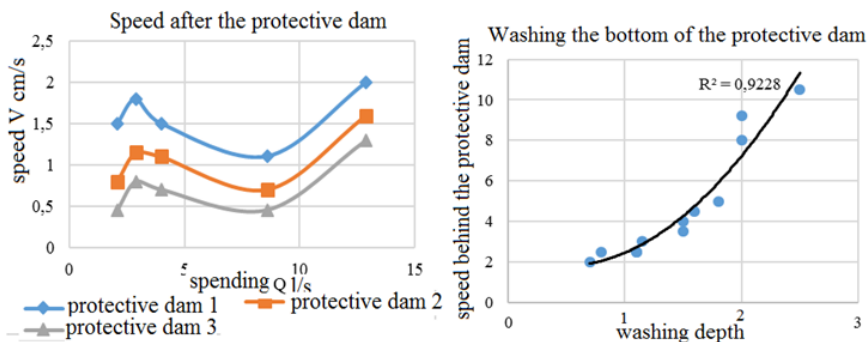 Speed after the protective dam
speed V cm/s
2,5
2
1,5
1
0,5
0
0 5 10 15
spending Q l/s
protective dam 1
protective dam 2
protective dam 3
Washing the bottom of the protective dam
speed behind the protective dam
12
10
8
6
4
2
0
R² = 0,9228
0 1 2 3
washing depth